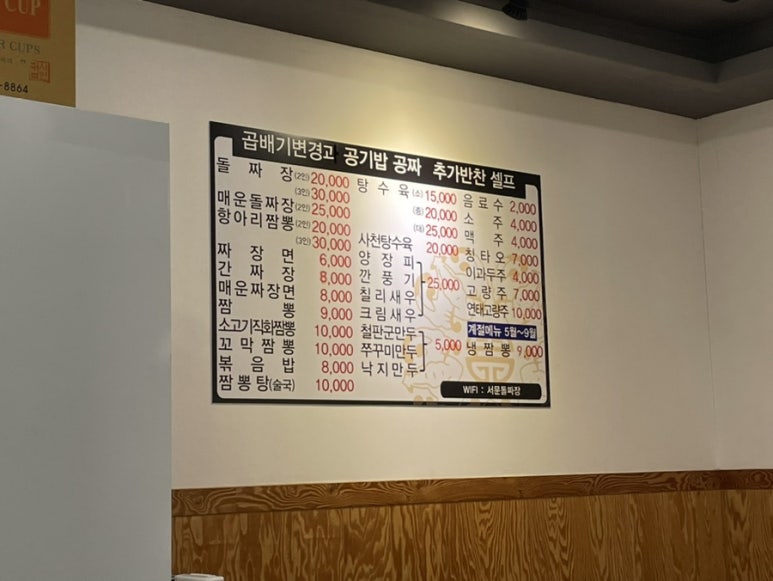 CUP
R CUPS
-8864
곱배기변경고 공기밥 공짜 추가반찬 셀프
돌짜장 (2인) 20,000
(3인) 30,000
매운돌짜장 (2인) 25,000
항아리짬뽕 (2인) 20,000
(3인) 30,000
짜장면 6,000
간짜장 8,000
매운짜장면 8,000
짬뽕 9,000
소고기직화짬뽕 10,000
꼬막짬뽕 10,000
볶음밥 8,000
짬뽕탕(술국) 10,000
탕수육 (소) 15,000
(중) 20,000
(대) 25,000
사천탕수육 20,000
양장피
깐풍기
칠리새우 25,000
크림새우
철판군만두
쭈꾸미만두 5,000
낙지만두
음료수 2,000
소주 4,000
맥주 4,000
칭타오 7,000
이과두주 4,000
고량주 7,000
연태고량주 10,000
계절메뉴 5월~9월
냉짬뽕 9,000
WIFI : 서문돌짜장